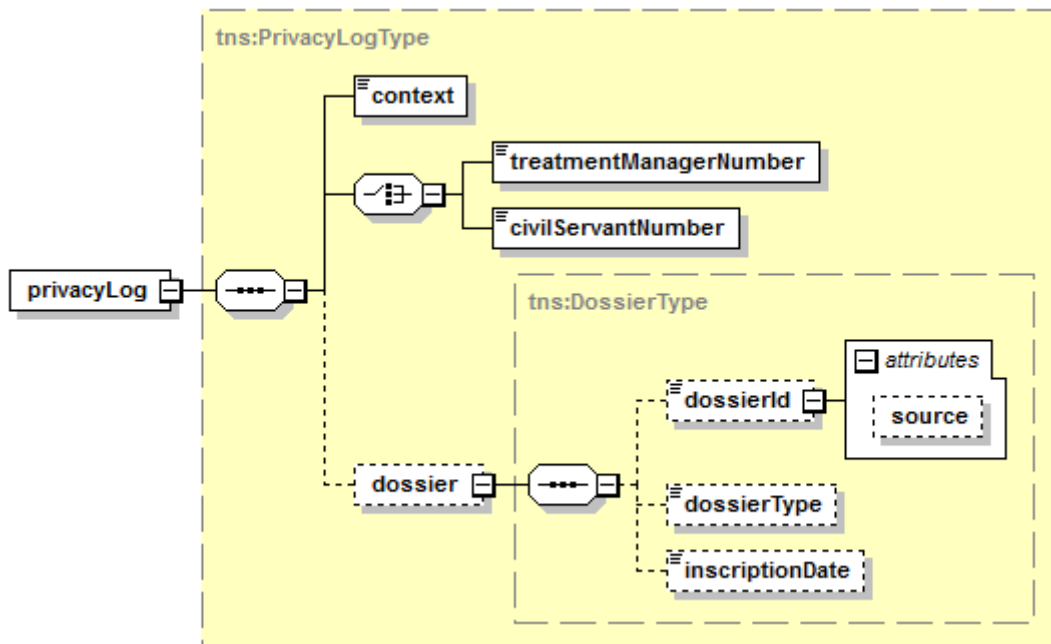 tns:PrivacyLogType
context
treatmentManagerNumber
civilServantNumber
privacyLog
tns:DossierType
attributes
dossierId
source
dossier
dossierType
inscriptionDate